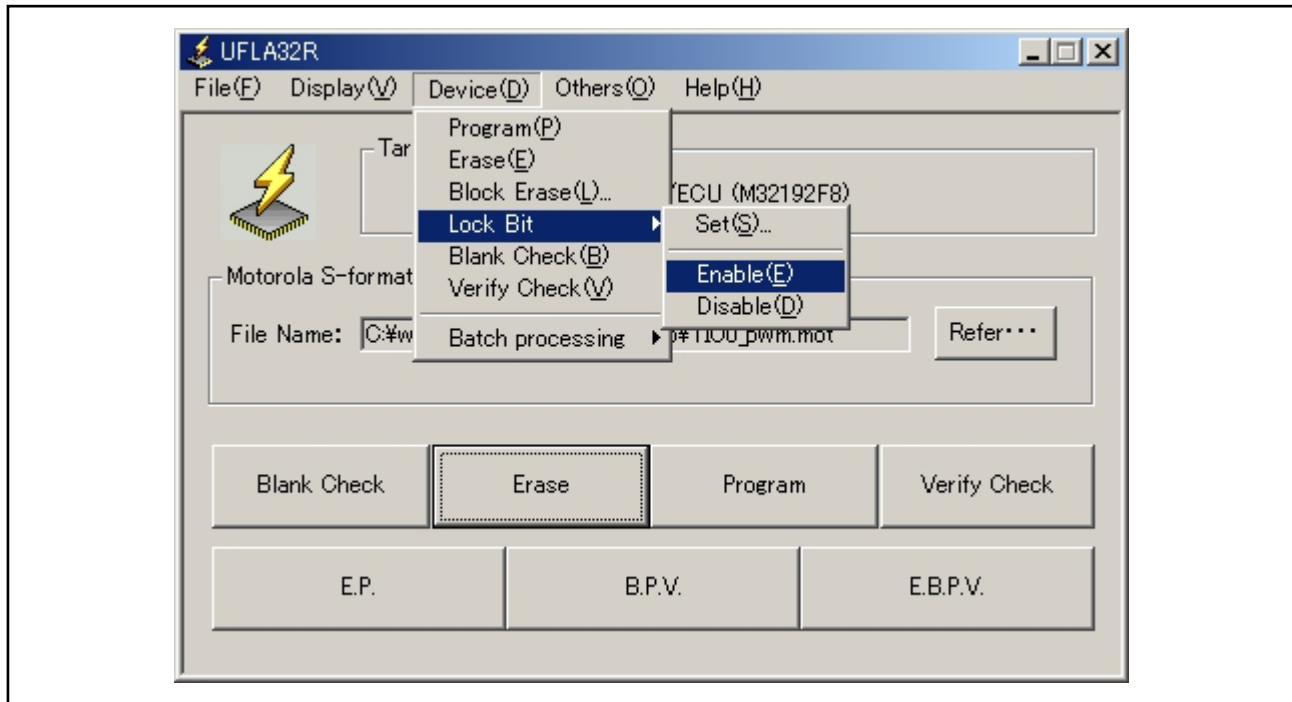 UFLA32R
File(F) Display(V) Device(D) Others(O) Help(H)
Program(P)
Erase(E)
Block Erase(L)...
Lock Bit
Blank Check(B)
Verify Check(V)
Batch processing
Set(S)...
Enable(E)
Disable(D)
Tar
/ECU (M32192F8)
Motorola S-format
File Name: C:¥w ¥TIO0_pwm.mot Refer･･･
Blank Check Erase Program Verify Check
E.P. B.P.V. E.B.P.V.